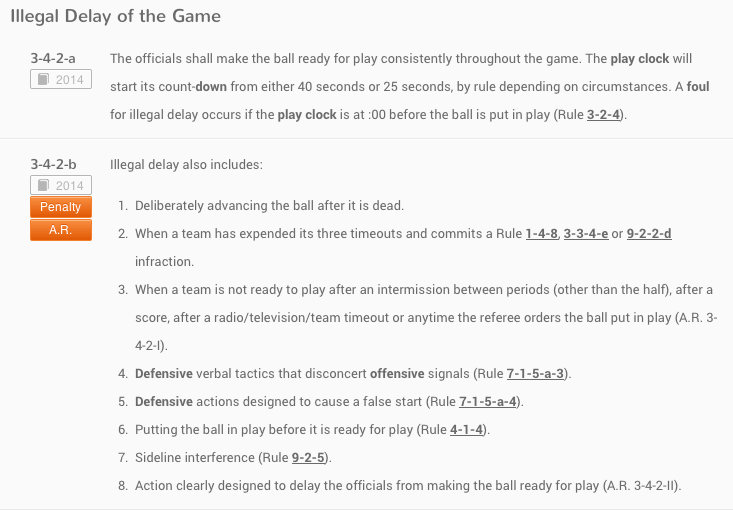 Illegal Delay of the Game
3-4-2-a
2014
The officials shall make the ball ready for play consistently throughout the game. The play clock will
start its count-down from either 40 seconds or 25 seconds, by rule depending on circumstances. A foul
for illegal delay occurs if the play clock is at :00 before the ball is put in play (Rule 3-2-4).
3-4-2-b
2014
Penalty
A.R.
Illegal delay also includes:
1. Deliberately advancing the ball after it is dead.
2. When a team has expended its three timeouts and commits a Rule 1-4-8, 3-3-4-e or 9-2-2-d
infraction.
3. When a team is not ready to play after an intermission between periods (other than the half), after a
score, after a radio/television/team timeout or anytime the referee orders the ball put in play (A.R. 3-
4-2-I).
4. Defensive verbal tactics that disconcert offensive signals (Rule 7-1-5-a-3).
5. Defensive actions designed to cause a false start (Rule 7-1-5-a-4).
6. Putting the ball in play before it is ready for play (Rule 4-1-4).
7. Sideline interference (Rule 9-2-5).
8. Action clearly designed to delay the officials from making the ball ready for play (A.R. 3-4-2-II).